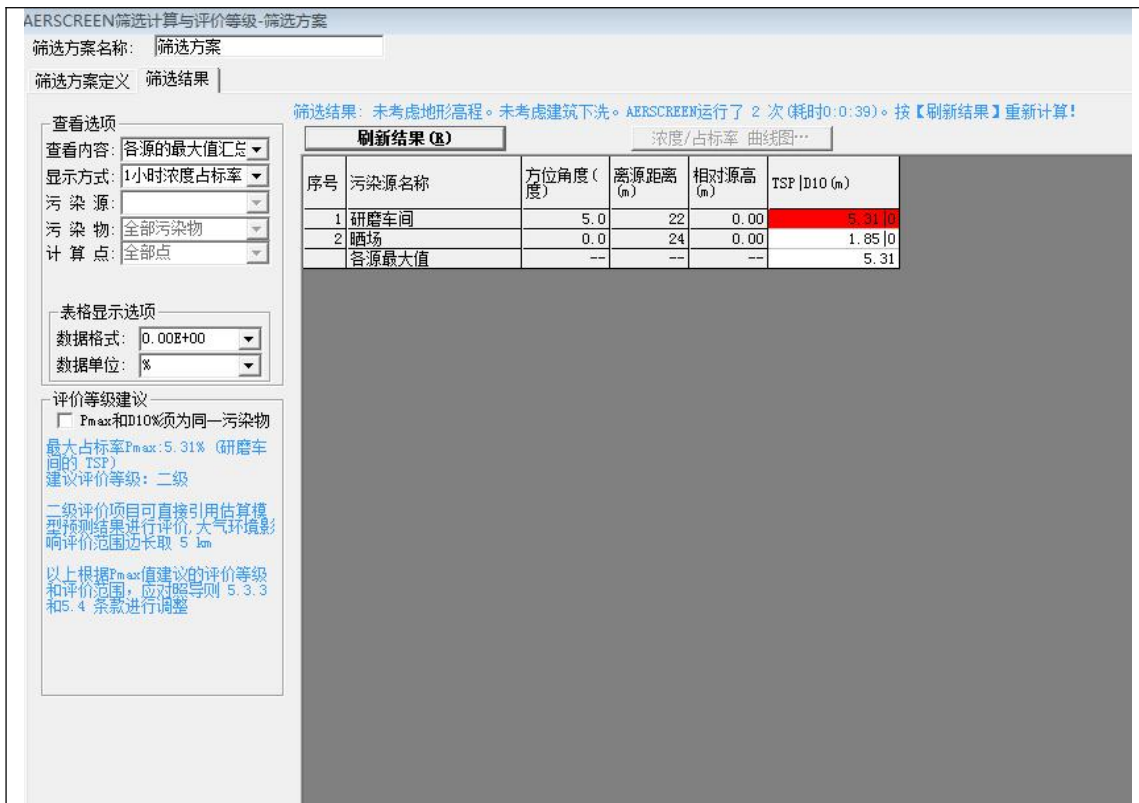 AERSCREEN筛选计算与评价等级-筛选方案
筛选方案名称: 筛选方案
筛选方案定义 筛选结果
筛选结果: 未考虑地形高程。未考虑建筑下洗。AERSCREEN运行了 2 次(耗时0:0:39)。按【刷新结果】重新计算!
查看选项
查看内容: 各源的最大值汇总
显示方式: 1小时浓度占标率
污 染 源:
污 染 物: 全部污染物
计 算 点: 全部点
刷新结果(R) 浓度/占标率 曲线图…
序号 污染源名称 方位角度(度) 离源距离(m) 相对源高(m) TSP|D10(m)
1 研磨车间 5.0 22 0.00 5.31|0
2 晒场 0.0 24 0.00 1.85|0
各源最大值 -- -- -- 5.31
表格显示选项
数据格式: 0.00E+00
数据单位: %
评价等级建议
Pmax和D10%须为同一污染物
最大占标率Pmax:5.31% (研磨车
间的 TSP)
建议评价等级: 二级
二级评价项目可直接引用估算模
型预测结果进行评价,大气环境影
响评价范围边长取 5 km
以上根据Pmax值建议的评价等级
和评价范围, 应对照导则 5.3.3
和5.4 条款进行调整